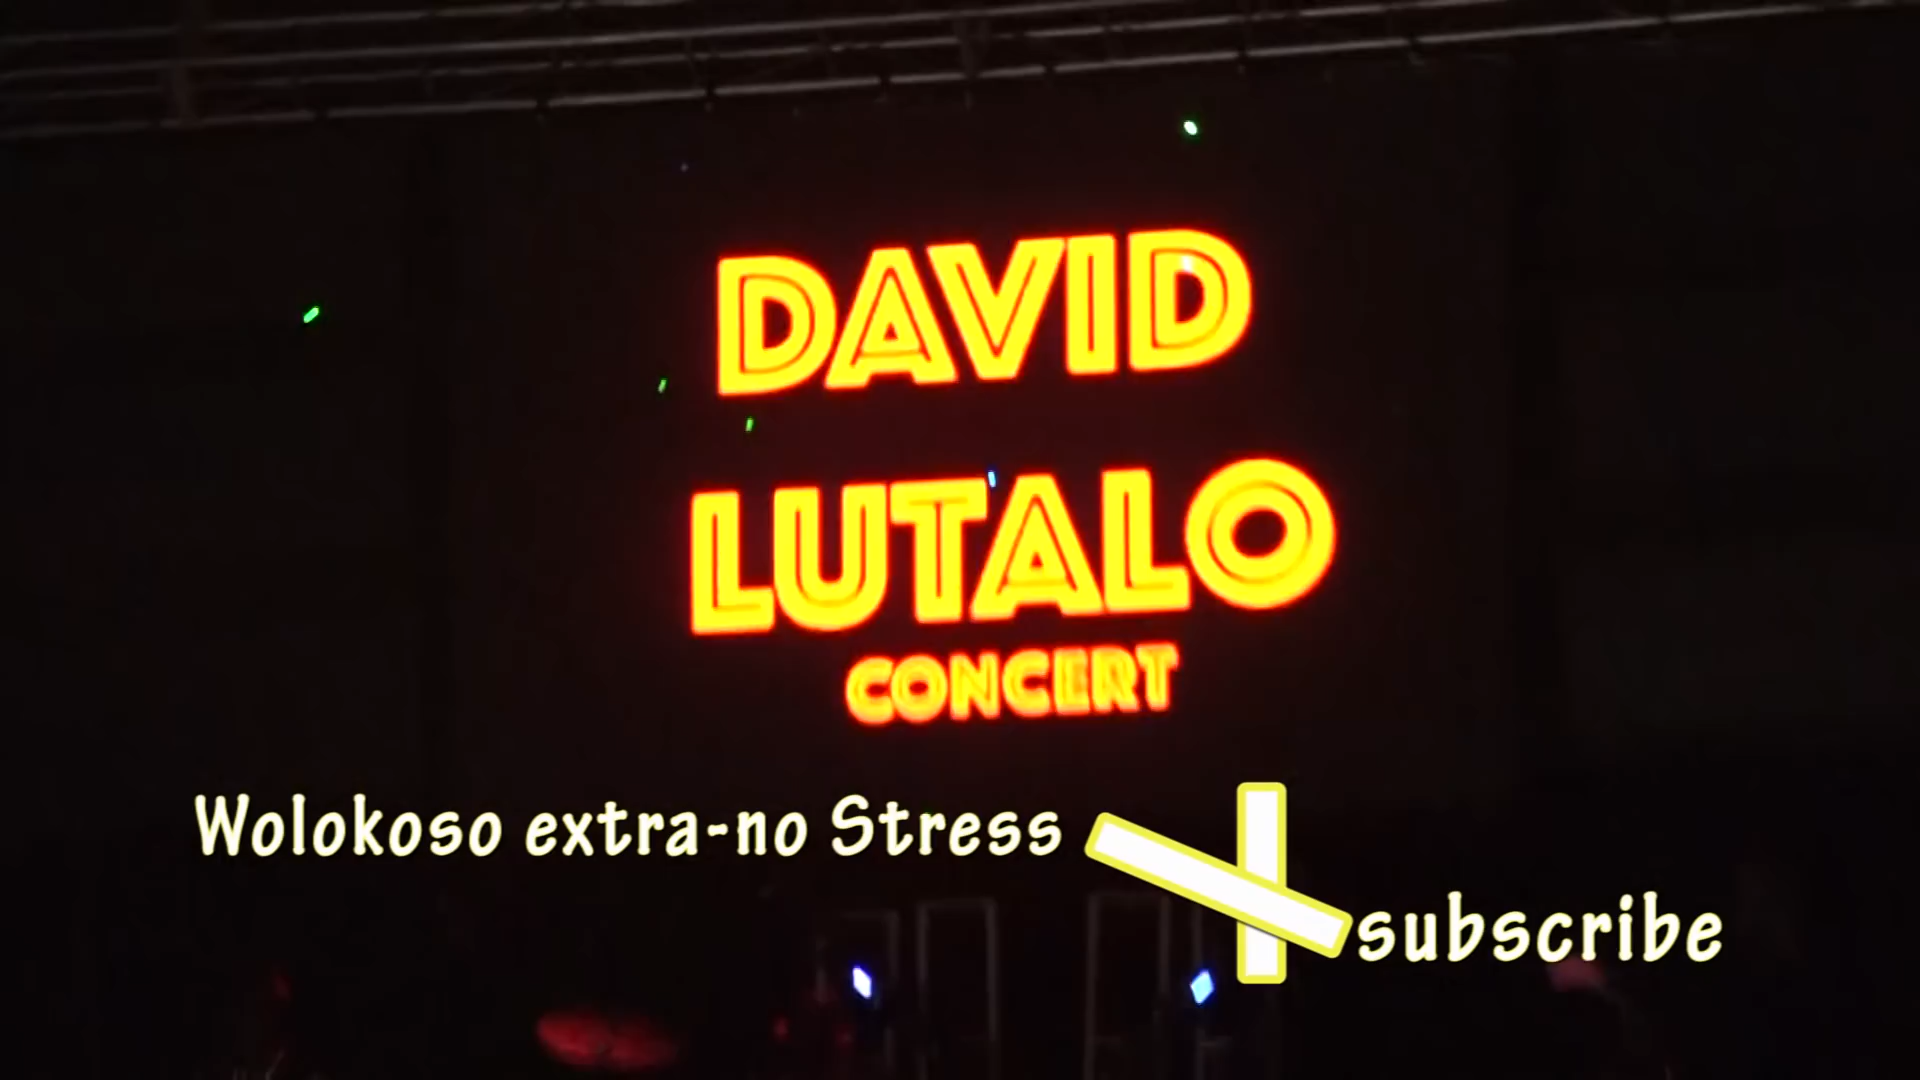 DAVID
LUTALO
CONCERT
Wolokoso extra-no Stress
subscribe